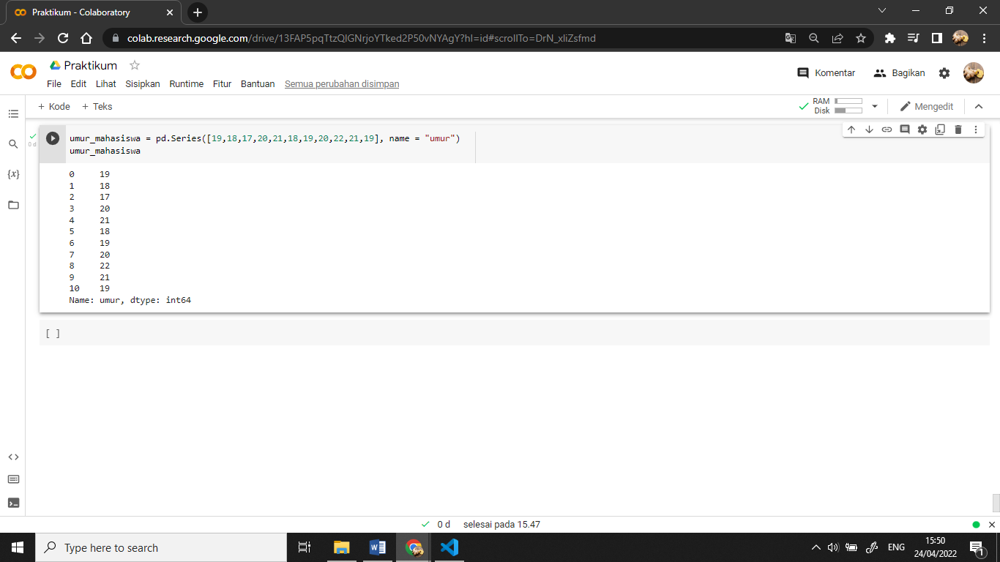 Praktikum - Colaboratory
colab.research.google.com/drive/13FAP5pqTtzQlGNrjoYTked2P50vNYAgY?hl=id#scrollTo=DrN_xliZsfmd
Praktikum
Komentar
Bagikan
File Edit Lihat Sisipkan Runtime Fitur Bantuan Semua perubahan disimpan
+ Kode + Teks
RAM
Disk
Mengedit
0 d
umur_mahasiswa = pd.Series([19,18,17,20,21,18,19,20,22,21,19], name = "umur")
umur_mahasiswa
{x}
0 19
1 18
2 17
3 20
4 21
5 18
6 19
7 20
8 22
9 21
10 19
Name: umur, dtype: int64
[ ]
0 d selesai pada 15.47
Type here to search
ENG
15:50
24/04/2022
1